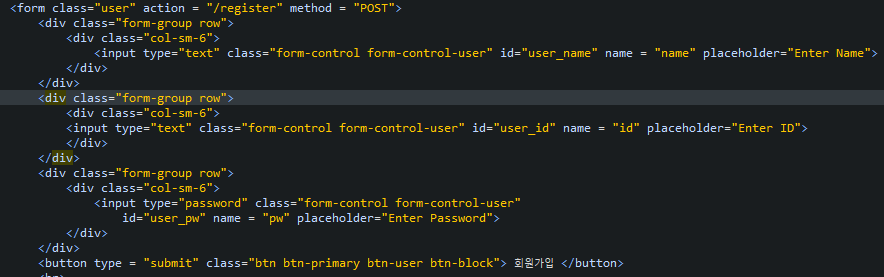 <form class="user" action = "/register" method = "POST">
<div class="form-group row">
<div class="col-sm-6">
<input type="text" class="form-control form-control-user" id="user_name" name = "name" placeholder="Enter Name">
</div>
</div>
<div class="form-group row">
<div class="col-sm-6">
<input type="text" class="form-control form-control-user" id="user_id" name = "id" placeholder="Enter ID">
</div>
</div>
<div class="form-group row">
<div class="col-sm-6">
<input type="password" class="form-control form-control-user"
id="user_pw" name = "pw" placeholder="Enter Password">
</div>
</div>
<button type = "submit" class="btn btn-primary btn-user btn-block"> 회원가입 </button>